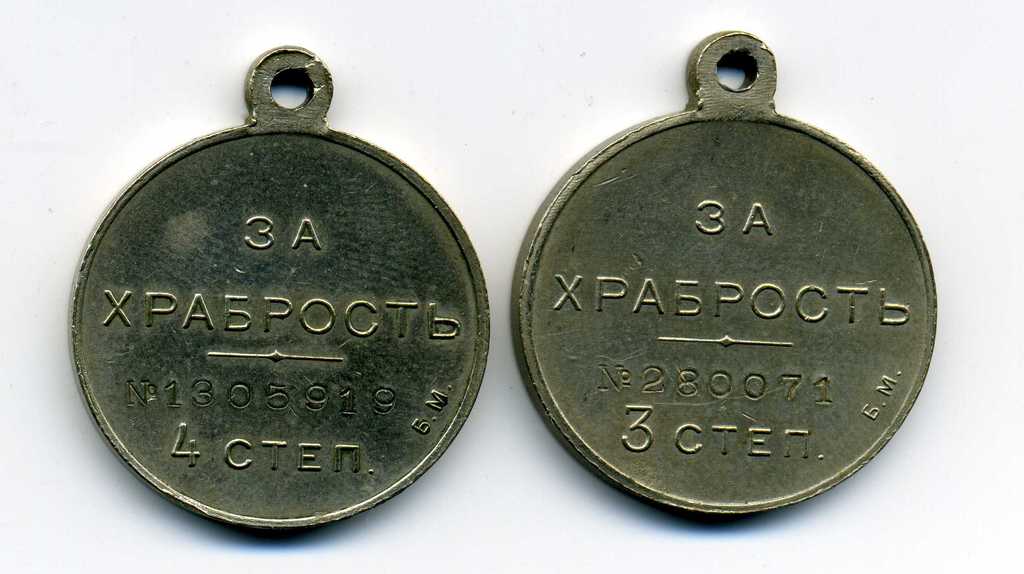 ЗА
ХРАБРОСТЬ
№1305919
4 СТЕП.
Б.М.
ЗА
ХРАБРОСТЬ
№280071
3 СТЕП.
Б.М.